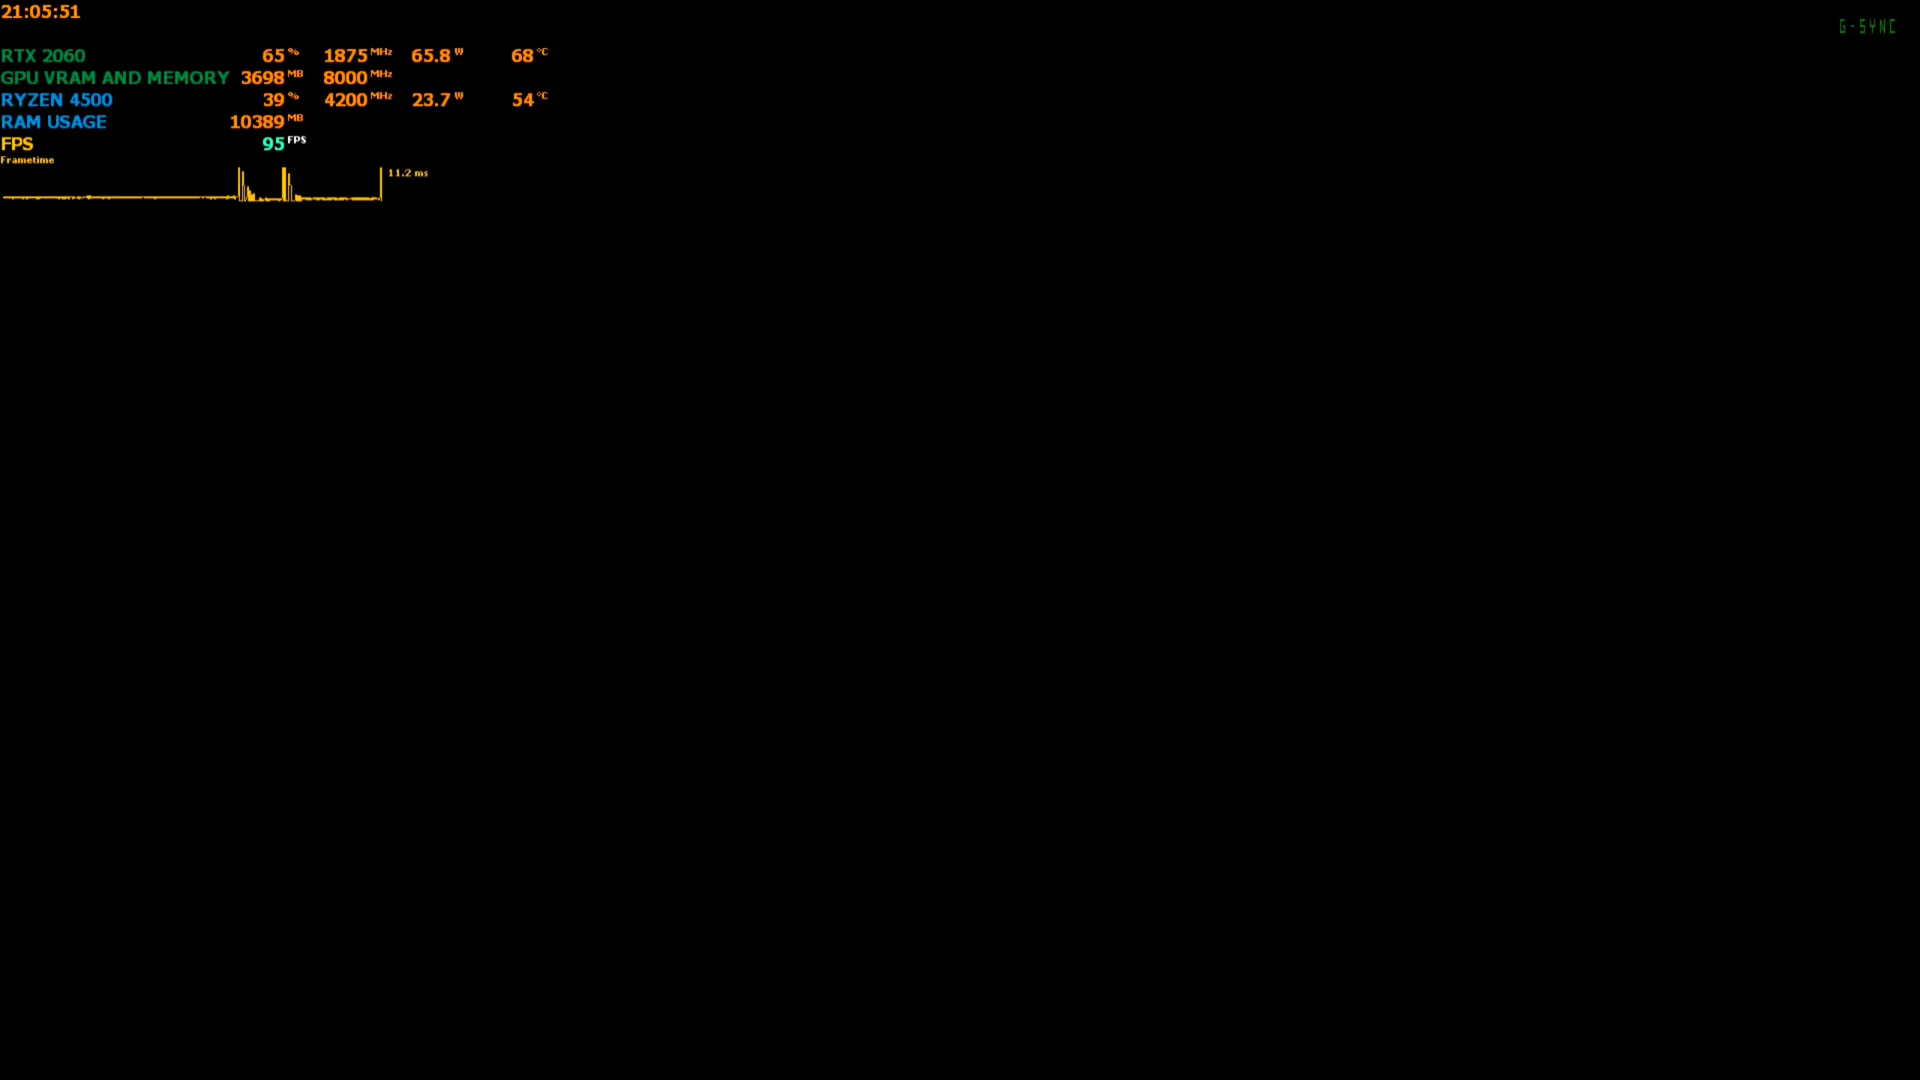 21:05:51
G-SYNC
RTX 2060 65 % 1875 MHz 65.8 W 68 °C
GPU VRAM AND MEMORY 3698 MB 8000 MHz
RYZEN 4500 39 % 4200 MHz 23.7 W 54 °C
RAM USAGE 10389 MB
FPS 95 FPS
Frametime
11.2 ms